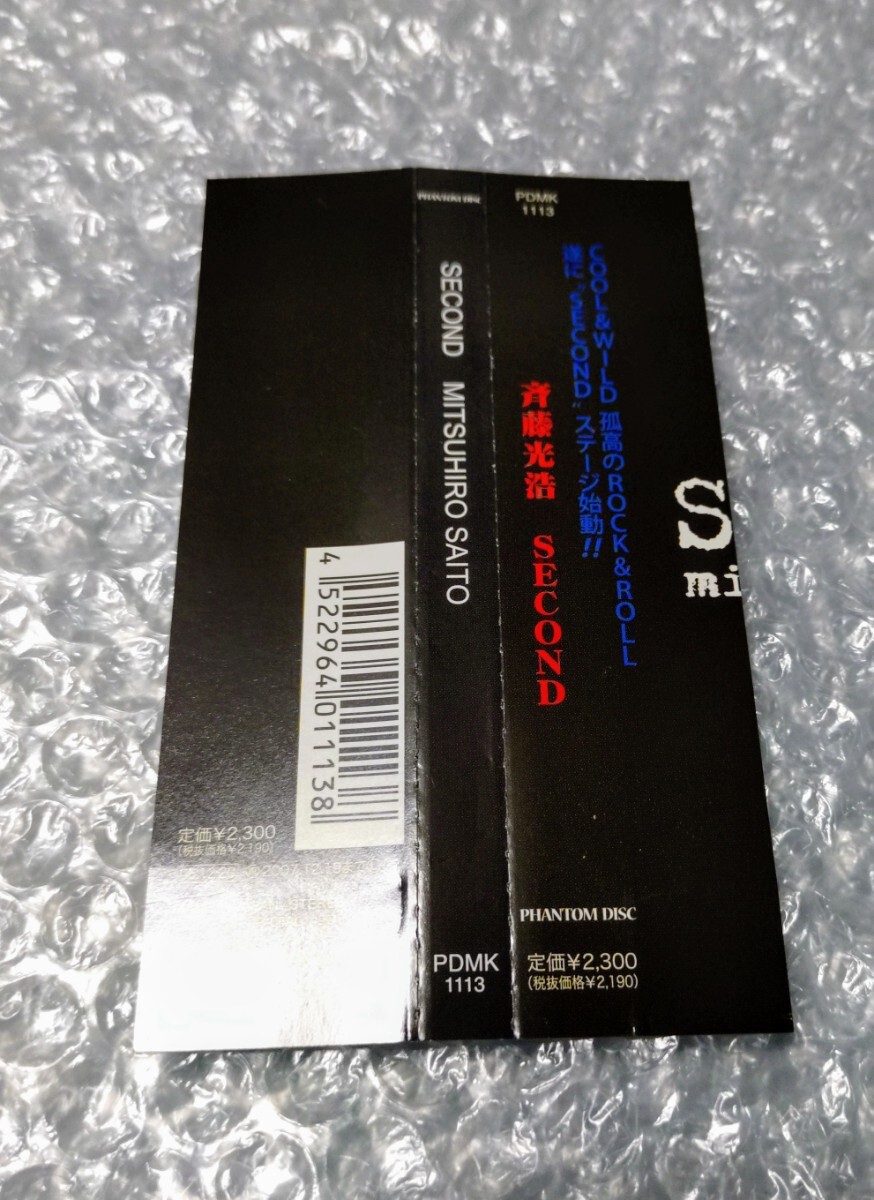 PHANTOM DISC
PDMK
1113
COOL&WILD 孤高のROCK&ROLL
遂に"SECOND"ステージ始動!!
斉藤光浩 SECOND
S
mi
PHANTOM DISC
定価¥2,300
(税抜価格¥2,190)
SECOND MITSUHIRO SAITO
PDMK
1113
4 522964 011138
定価¥2,300
(税抜価格¥2,190)